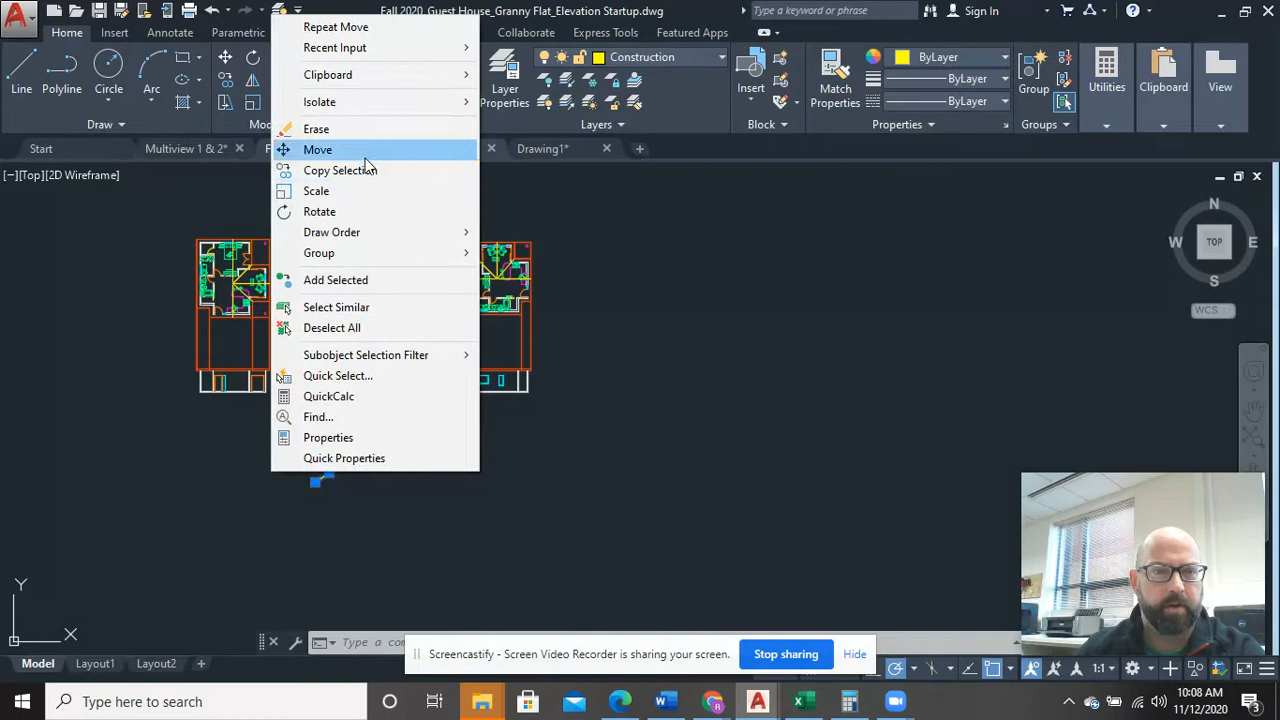 Fall 2020_Guest House_Granny Flat_Elevation Startup.dwg
Type a keyword or phrase
Sign In
Home
Insert
Annotate
Parametric
Collaborate
Express Tools
Featured Apps
Line
Polyline
Circle
Arc
Draw
Layer
Properties
Construction
Layers
Insert
Block
Match
Properties
ByLayer
ByLayer
ByLayer
Properties
Group
Groups
Utilities
Clipboard
View
Start
Multiview 1 & 2*
Drawing1*
[−][Top][2D Wireframe]
Repeat Move
Recent Input
Clipboard
Isolate
Erase
Move
Copy Selection
Scale
Rotate
Draw Order
Group
Add Selected
Select Similar
Deselect All
Subobject Selection Filter
Quick Select...
QuickCalc
Find...
Properties
Quick Properties
N
W
TOP
E
S
WCS
Y
X
Type a com
Screencastify - Screen Video Recorder is sharing your screen.
Stop sharing
Hide
Model
Layout1
Layout2
1:1
Type here to search
10:08 AM
11/12/2020
3